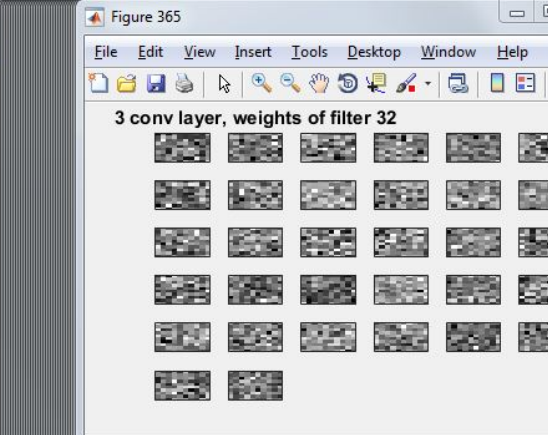 Figure 365
File Edit View Insert Tools Desktop Window Help
3 conv layer, weights of filter 32